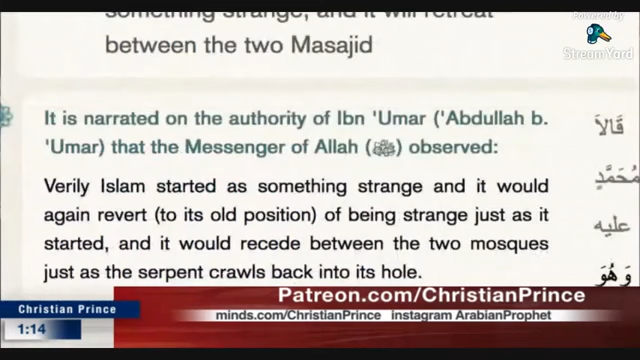 something strange, and it will retreat
between the two Masajid
Powered by
StreamYard
It is narrated on the authority of Ibn 'Umar ('Abdullah b.
'Umar) that the Messenger of Allah (ﷺ) observed:
Verily Islam started as something strange and it would
again revert (to its old position) of being strange just as it
started, and it would recede between the two mosques
just as the serpent crawls back into its hole.
قَالاَ
مُحَمَّدٍ
عليه
وَهُوَ
Patreon.com/ChristianPrince
Christian Prince
minds.com/ChristianPrince instagram ArabianProphet
1:14